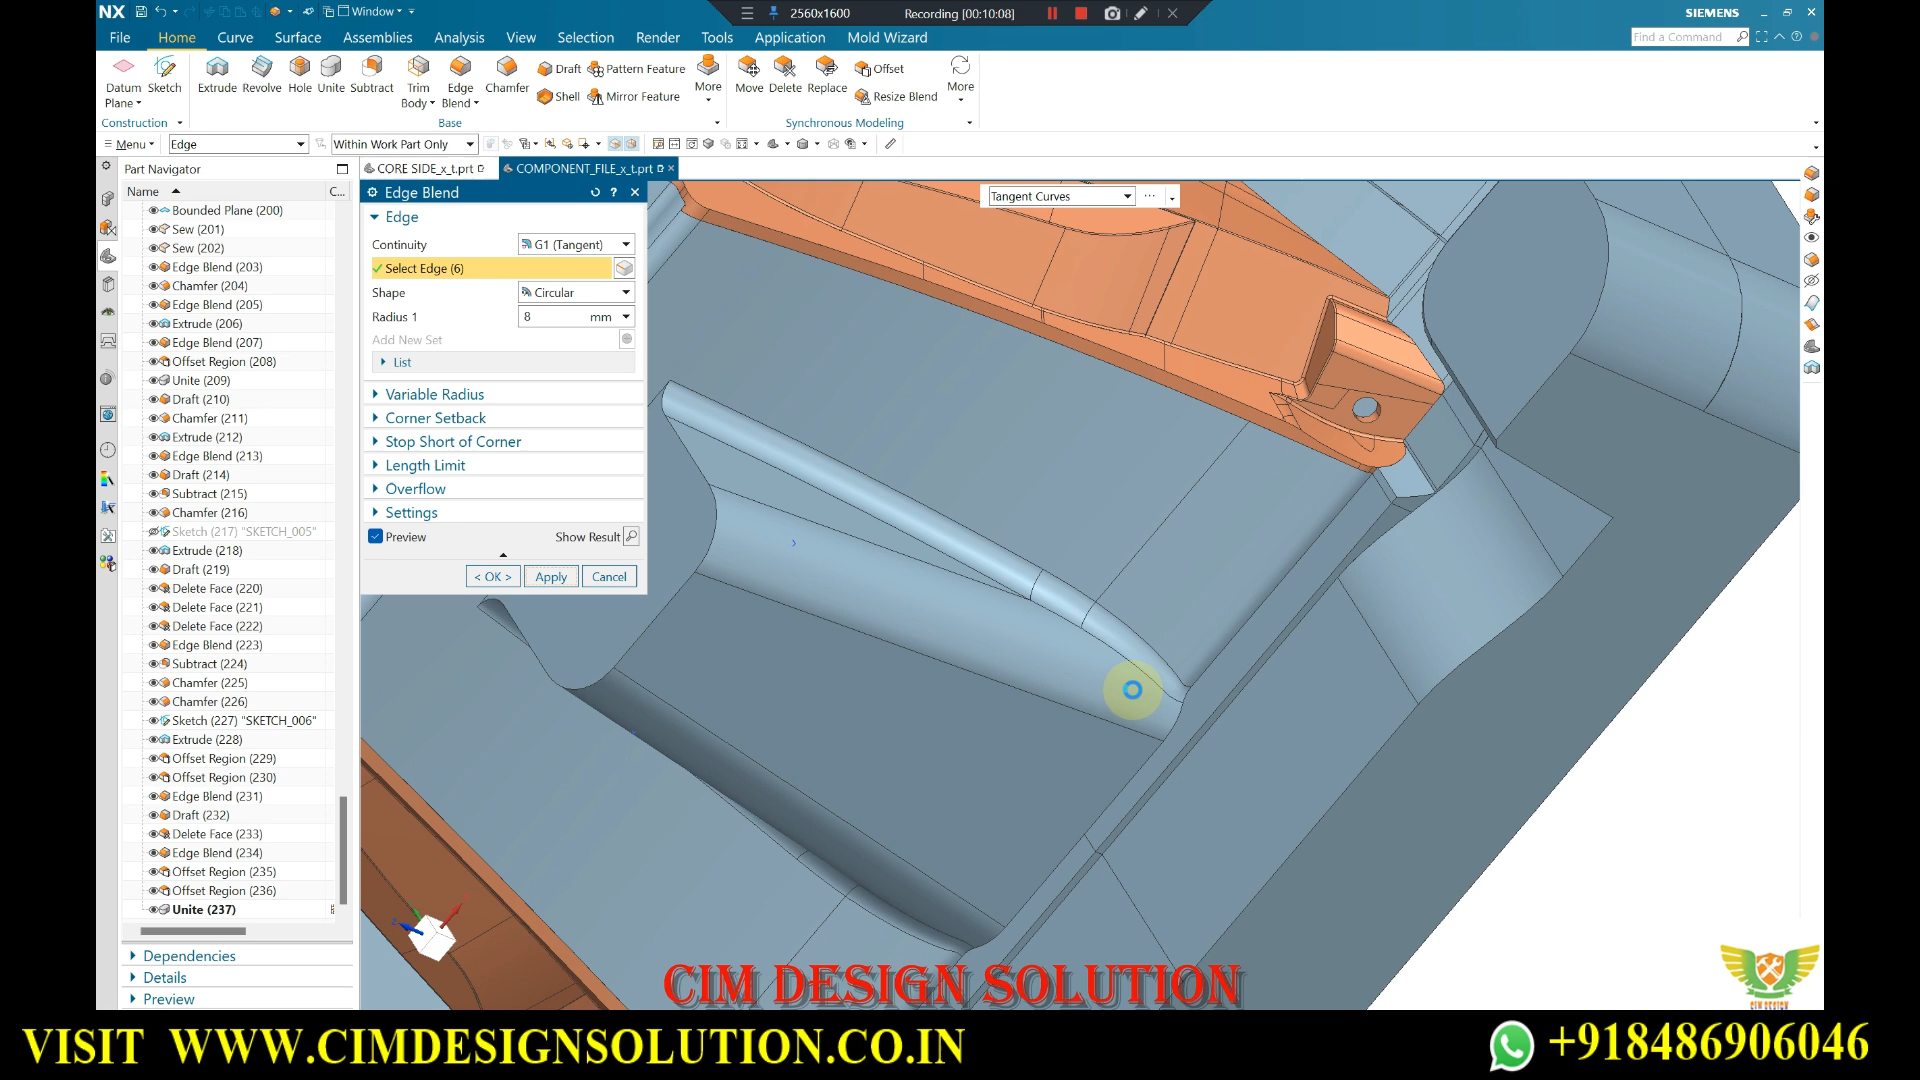 NX Window 2560x1600 Recording [00:10:08] SIEMENS
File Home Curve Surface Assemblies Analysis View Selection Render Tools Application Mold Wizard Find a Command
Datum Plane Sketch Extrude Revolve Hole Unite Subtract Trim Body Edge Blend Chamfer Draft Pattern Feature More Move Delete Replace Offset More
Shell Mirror Feature Resize Blend
Construction Base Synchronous Modeling
Menu Edge Within Work Part Only
Part Navigator CORE SIDE_x_t.prt COMPONENT_FILE_x_t.prt
Name C...
Bounded Plane (200)
Sew (201)
Sew (202)
Edge Blend (203)
Chamfer (204)
Edge Blend (205)
Extrude (206)
Edge Blend (207)
Offset Region (208)
Unite (209)
Draft (210)
Chamfer (211)
Extrude (212)
Edge Blend (213)
Draft (214)
Subtract (215)
Chamfer (216)
Sketch (217) "SKETCH_005"
Extrude (218)
Draft (219)
Delete Face (220)
Delete Face (221)
Delete Face (222)
Edge Blend (223)
Subtract (224)
Chamfer (225)
Chamfer (226)
Sketch (227) "SKETCH_006"
Extrude (228)
Offset Region (229)
Offset Region (230)
Edge Blend (231)
Draft (232)
Delete Face (233)
Edge Blend (234)
Offset Region (235)
Offset Region (236)
Unite (237)
Dependencies
Details
Preview
Edge Blend
Edge
Continuity G1 (Tangent)
Select Edge (6)
Shape Circular
Radius 1 8 mm
Add New Set
List
Variable Radius
Corner Setback
Stop Short of Corner
Length Limit
Overflow
Settings
Preview Show Result
< OK > Apply Cancel
Tangent Curves
CIM DESIGN SOLUTION
CIM DESIGN
VISIT WWW.CIMDESIGNSOLUTION.CO.IN
+918486906046